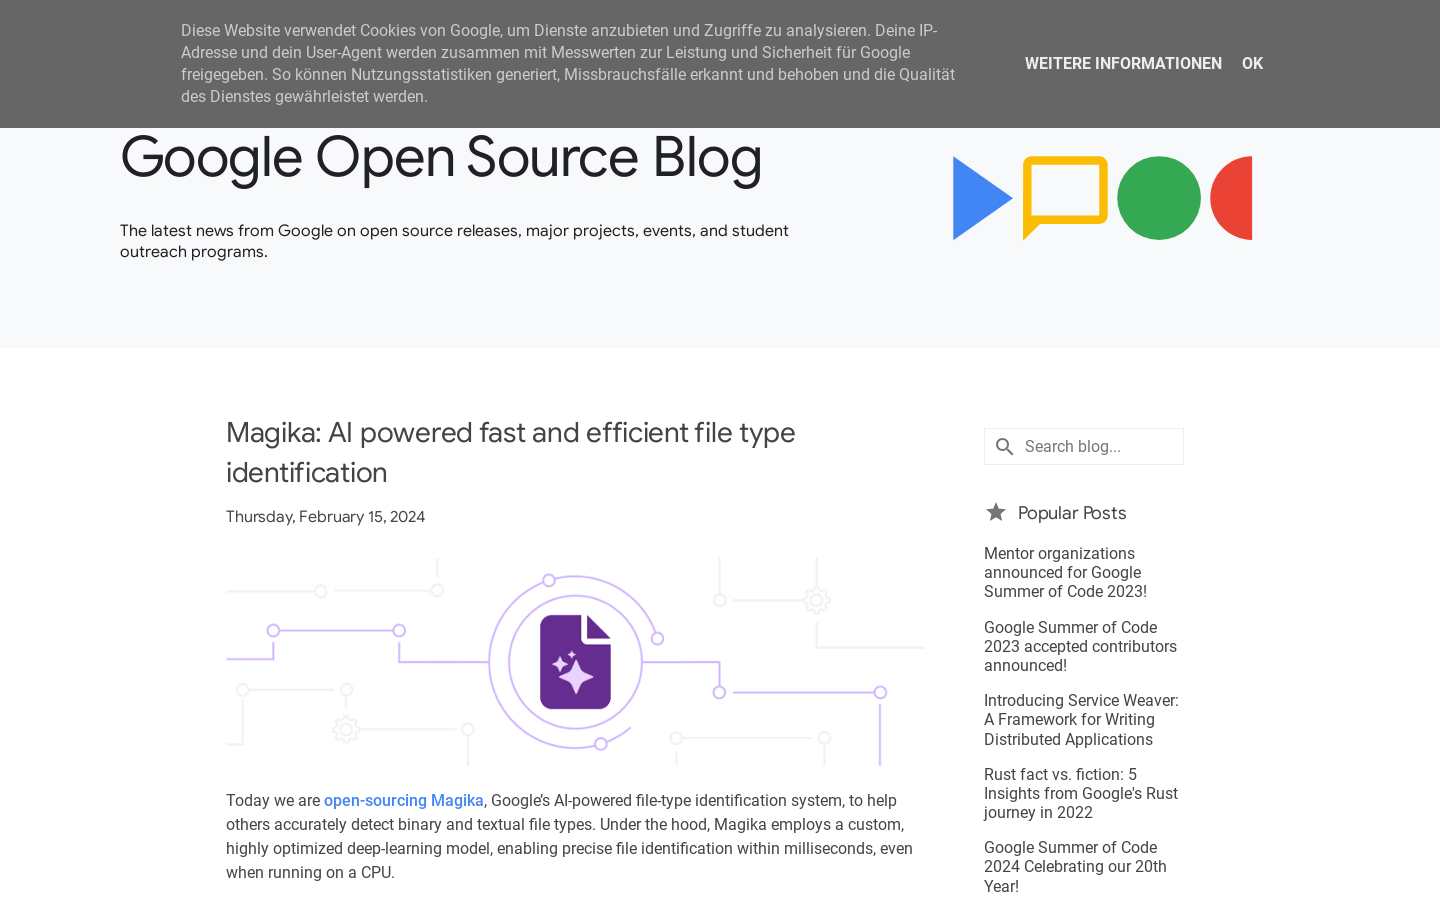 Diese Website verwendet Cookies von Google, um Dienste anzubieten und Zugriffe zu analysieren. Deine IP-
Adresse und dein User-Agent werden zusammen mit Messwerten zur Leistung und Sicherheit für Google
freigegeben. So können Nutzungsstatistiken generiert, Missbrauchsfälle erkannt und behoben und die Qualität
des Dienstes gewährleistet werden.
WEITERE INFORMATIONEN
OK
Google Open Source Blog
The latest news from Google on open source releases, major projects, events, and student
outreach programs.
Magika: AI powered fast and efficient file type
identification
Thursday, February 15, 2024
Today we are open-sourcing Magika, Google’s AI-powered file-type identification system, to help
others accurately detect binary and textual file types. Under the hood, Magika employs a custom,
highly optimized deep-learning model, enabling precise file identification within milliseconds, even
when running on a CPU.
Search blog...
Popular Posts
Mentor organizations
announced for Google
Summer of Code 2023!
Google Summer of Code
2023 accepted contributors
announced!
Introducing Service Weaver:
A Framework for Writing
Distributed Applications
Rust fact vs. fiction: 5
Insights from Google's Rust
journey in 2022
Google Summer of Code
2024 Celebrating our 20th
Year!